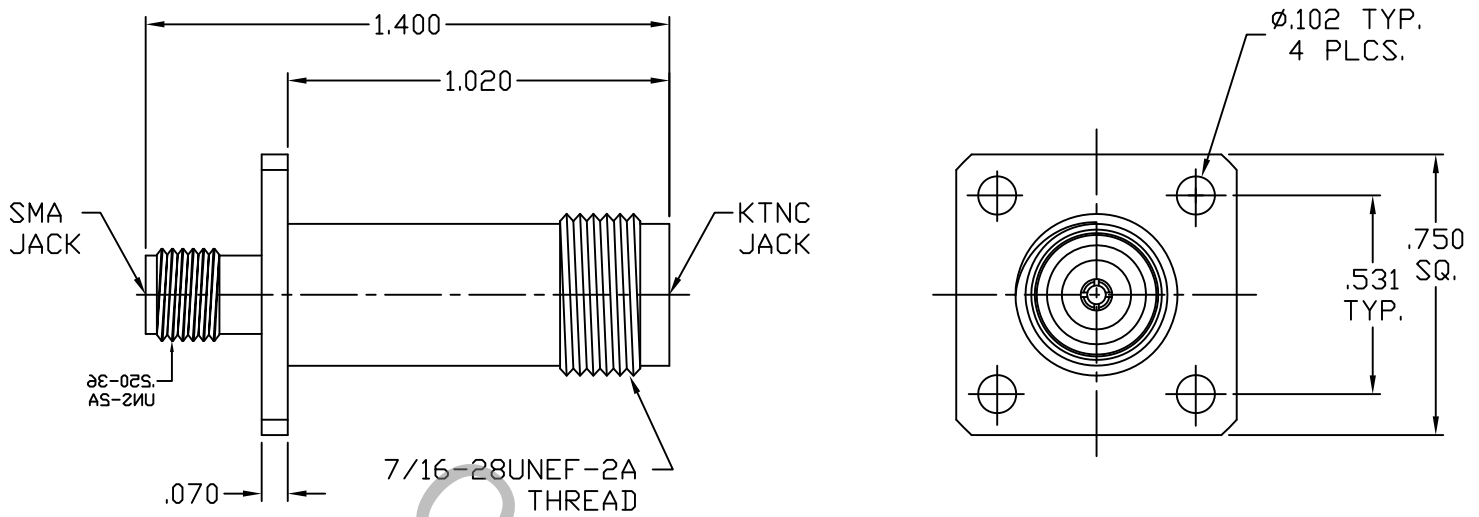 1.400
1.020
SMA
JACK
KTNC
JACK
.250-36
UNS-2A
.070
7/16-28UNEF-2A
THREAD
Ø.102 TYP.
4 PLCS.
.750
SQ.
.531
TYP.